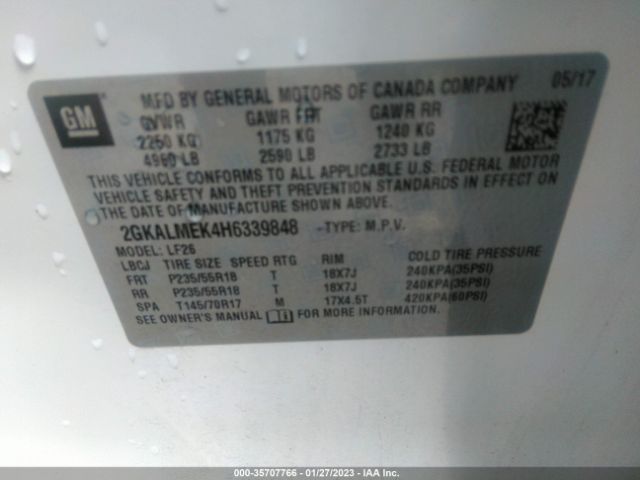 GM
MFD BY GENERAL MOTORS OF CANADA COMPANY 05/17
GVWR GAWR FRT GAWR RR
2250 KG 1175 KG 1240 KG
4960 LB 2590 LB 2733 LB
THIS VEHICLE CONFORMS TO ALL APPLICABLE U.S. FEDERAL MOTOR
VEHICLE SAFETY AND THEFT PREVENTION STANDARDS IN EFFECT ON
THE DATE OF MANUFACTURE SHOWN ABOVE.
2GKALMEK4H6339848 TYPE: M.P.V.
MODEL: LF26
LBCJ TIRE SIZE SPEED RTG RIM COLD TIRE PRESSURE
FRT P235/55R18 T 18X7J 240KPA(35PSI)
RR P235/55R18 T 18X7J 240KPA(35PSI)
SPA T145/70R17 M 17X4.5T 420KPA(60PSI)
SEE OWNER'S MANUAL FOR MORE INFORMATION.
000-35707766 - 01/27/2023 - IAA Inc.